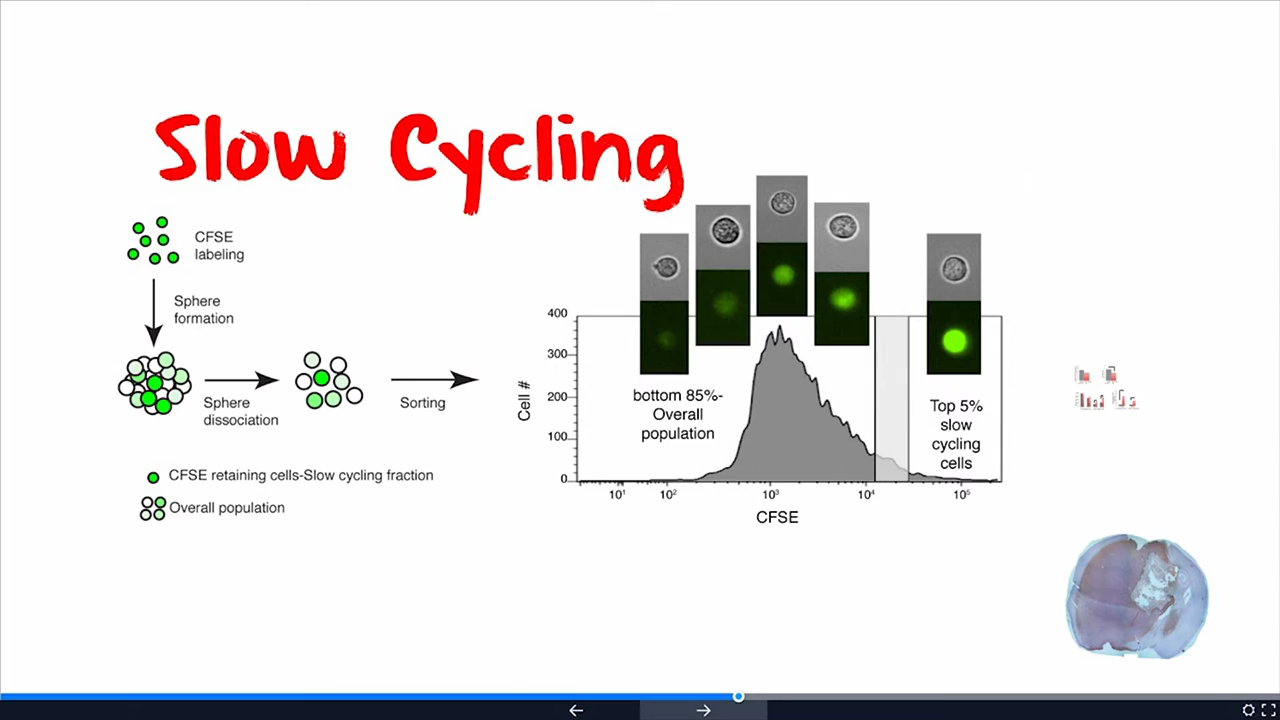 Slow Cycling
CFSE
labeling
Sphere
formation
Sphere
dissociation
Sorting
CFSE retaining cells-Slow cycling fraction
Overall population
Cell #
400
300
200
100
0
bottom 85%-
Overall
population
Top 5%
slow
cycling
cells
10¹ 10² 10³ 10⁴ 10⁵
CFSE